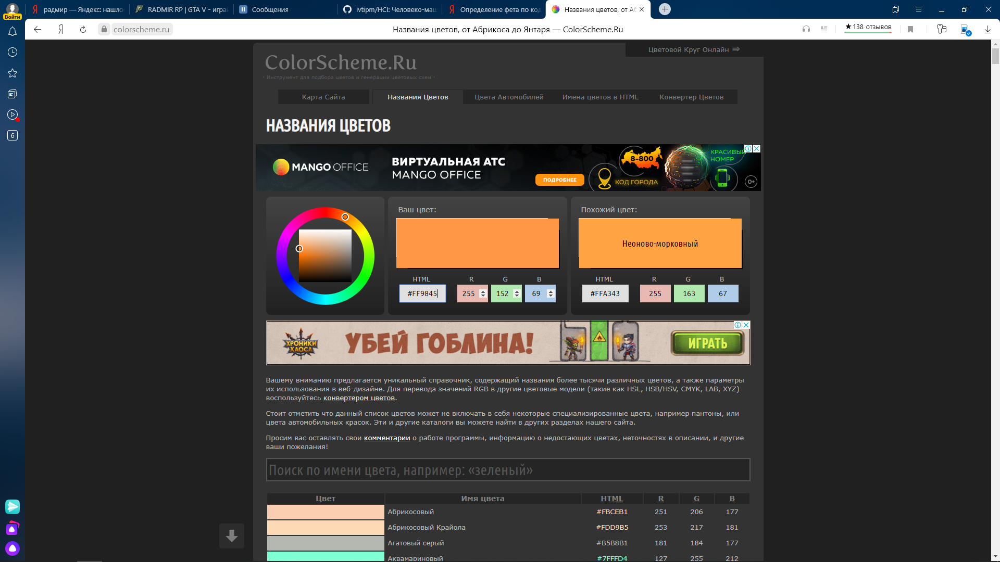 Войти
радмир — Яндекс: нашло
RADMIR RP | GTA V - играй
Сообщения
ivtipm/HCI: Человеко-маш
Определение фета по код
Названия цветов, от Аб
colorscheme.ru
Названия цветов, от Абрикоса до Янтаря — ColorScheme.Ru
★138 отзывов
6
Цветовой Круг Онлайн ⇒
ColorScheme.Ru
· Инструмент для подбора цветов и генерации цветовых схем ·
Карта Сайта
Названия Цветов
Цвета Автомобилей
Имена цветов в HTML
Конвертер Цветов
НАЗВАНИЯ ЦВЕТОВ
MANGO OFFICE
ВИРТУАЛЬНАЯ АТС
MANGO OFFICE
ПОДРОБНЕЕ
8-800
КОД ГОРОДА
КРАСИВЫЙ
НОМЕР
0+
Ваш цвет:
HTML R G B
#FF9845 255 152 69
Похожий цвет:
Неоново-морковный
HTML R G B
#FFA343 255 163 67
ХРОНИКИ
ХАОСА
УБЕЙ ГОБЛИНА!
ИГРАТЬ
Вашему вниманию предлагается уникальный справочник, содержащий названия более тысячи различных цветов, а также параметры
их использования в веб-дизайне. Для перевода значений RGB в другие цветовые модели (такие как HSL, HSB/HSV, CMYK, LAB, XYZ)
воспользуйтесь конвертером цветов.
Стоит отметить что данный список цветов может не включать в себя некоторые специализированные цвета, например пантоны, или
цвета автомобильных красок. Эти и другие каталоги вы можете найти в других разделах нашего сайта.
Просим вас оставлять свои комментарии о работе программы, информацию о недостающих цветах, неточностях в описании, и другие
ваши пожелания!
Поиск по имени цвета, например: «зеленый»
Цвет Имя цвета HTML R G B
Абрикосовый #FBCEB1 251 206 177
Абрикосовый Крайола #FDD9B5 253 217 181
Агатовый серый #B5B8B1 181 184 177
Аквамариновый #7FFFD4 127 255 212